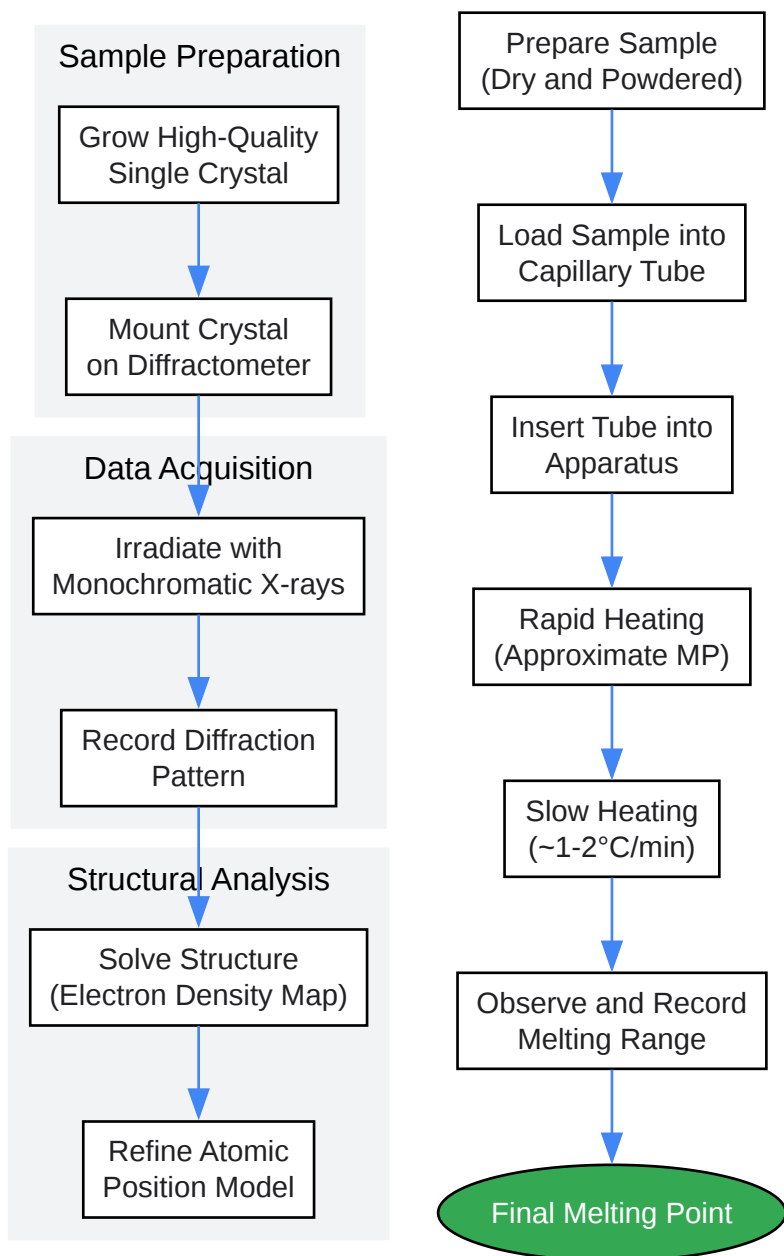 Sample Preparation
Grow High-Quality
Single Crystal
Mount Crystal
on Diffractometer
Data Acquisition
Irradiate with
Monochromatic X-rays
Record Diffraction
Pattern
Structural Analysis
Solve Structure
(Electron Density Map)
Refine Atomic
Position Model
Prepare Sample
(Dry and Powdered)
Load Sample into
Capillary Tube
Insert Tube into
Apparatus
Rapid Heating
(Approximate MP)
Slow Heating
(~1-2°C/min)
Observe and Record
Melting Range
Final Melting Point